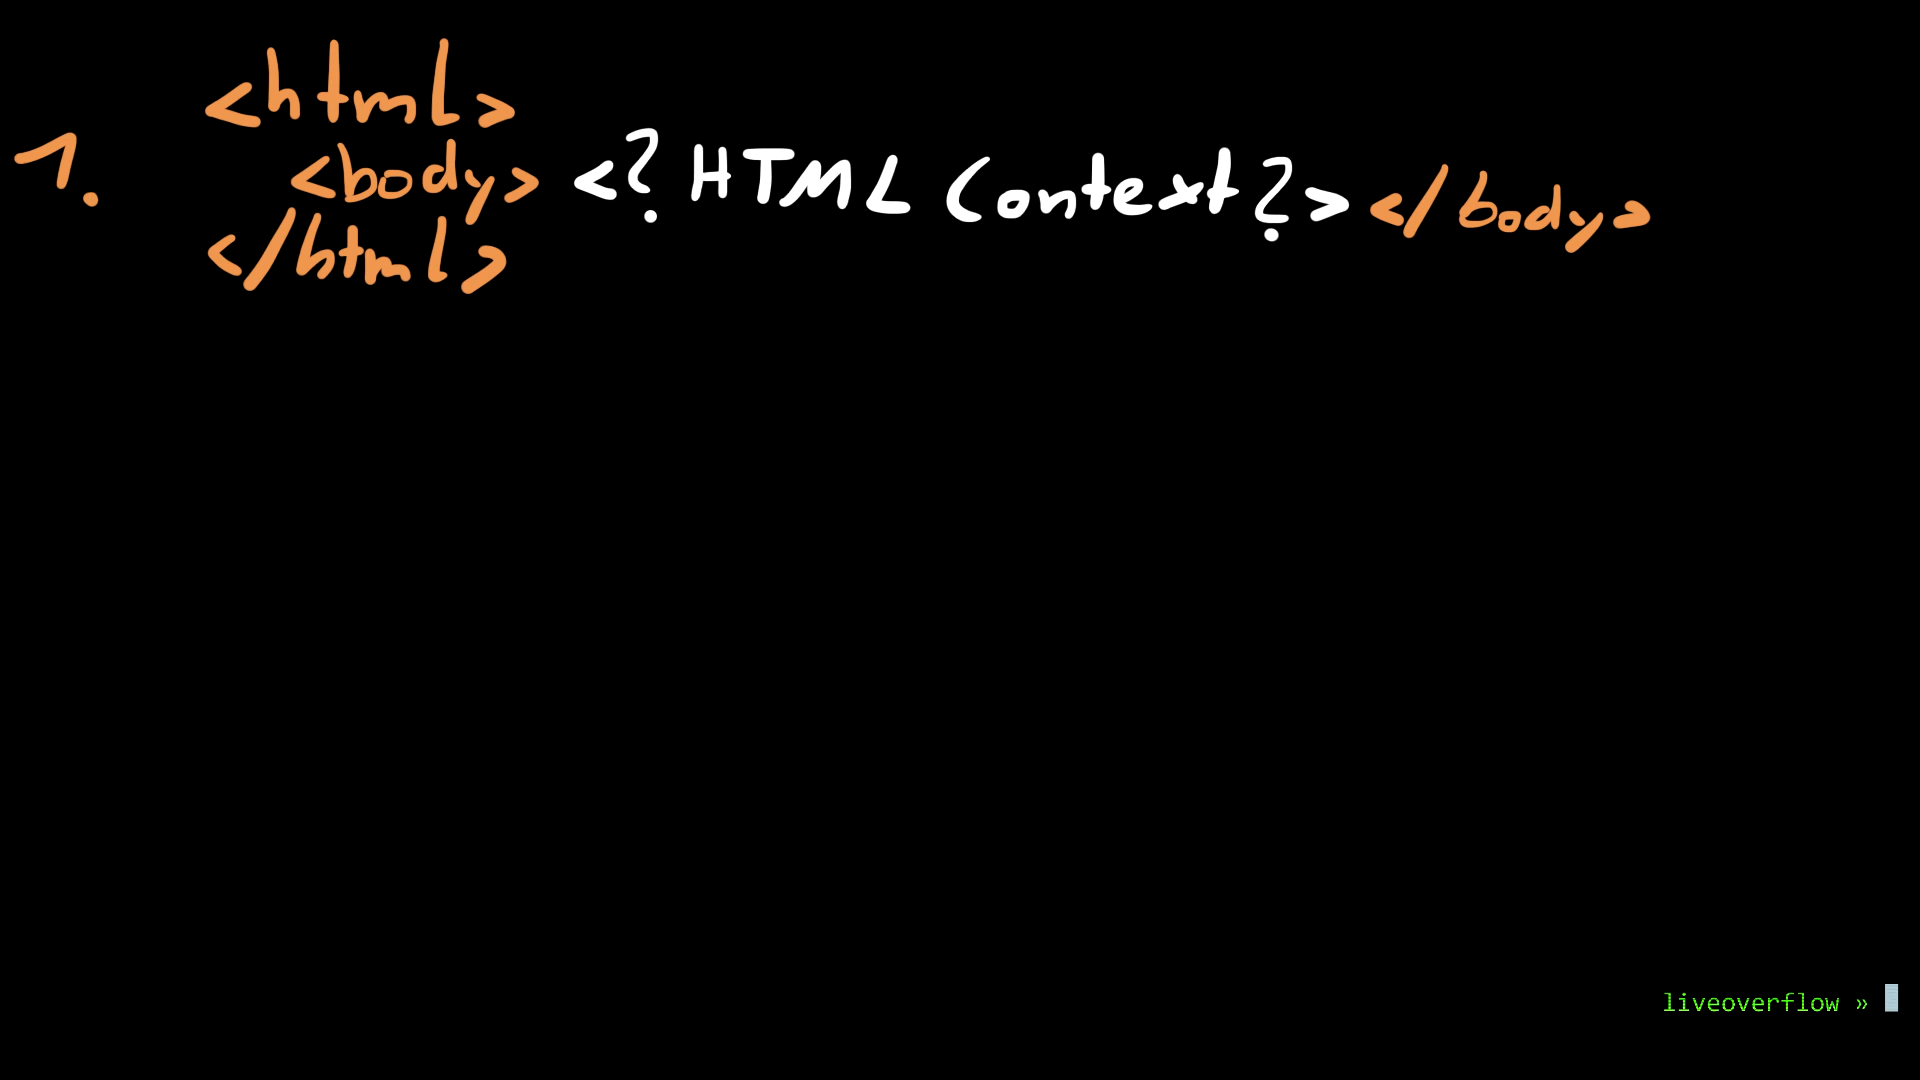 <html>
1. <body> <? HTML Context ?> </body>
</html>
liveoverflow »